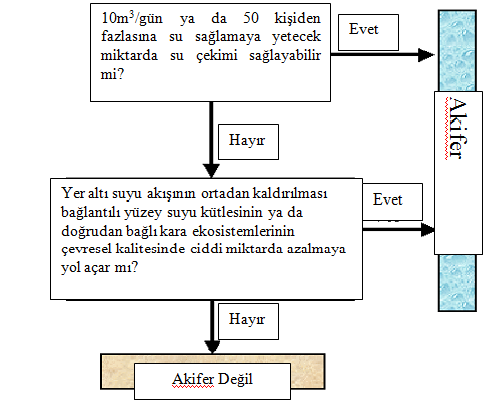 10m³/gün ya da 50 kişiden
fazlasına su sağlamaya yetecek
miktarda su çekimi sağlayabilir
mi?
Evet
Akifer
Hayır
Yer altı suyu akışının ortadan kaldırılması
bağlantılı yüzey suyu kütlesinin ya da
doğrudan bağlı kara ekosistemlerinin
çevresel kalitesinde ciddi miktarda azalmaya
yol açar mı?
Evet
Hayır
Akifer Değil